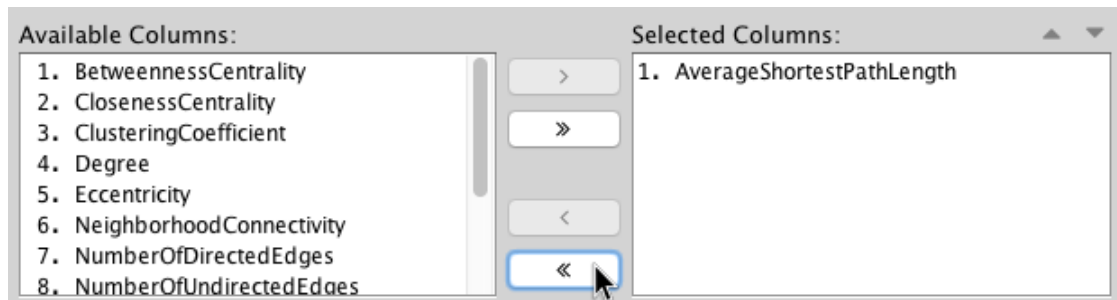 Available Columns:
1. BetweennessCentrality
2. ClosenessCentrality
3. ClusteringCoefficient
4. Degree
5. Eccentricity
6. NeighborhoodConnectivity
7. NumberOfDirectedEdges
8. NumberOfUndirectedEdges
>
»
<
«
Selected Columns:
1. AverageShortestPathLength